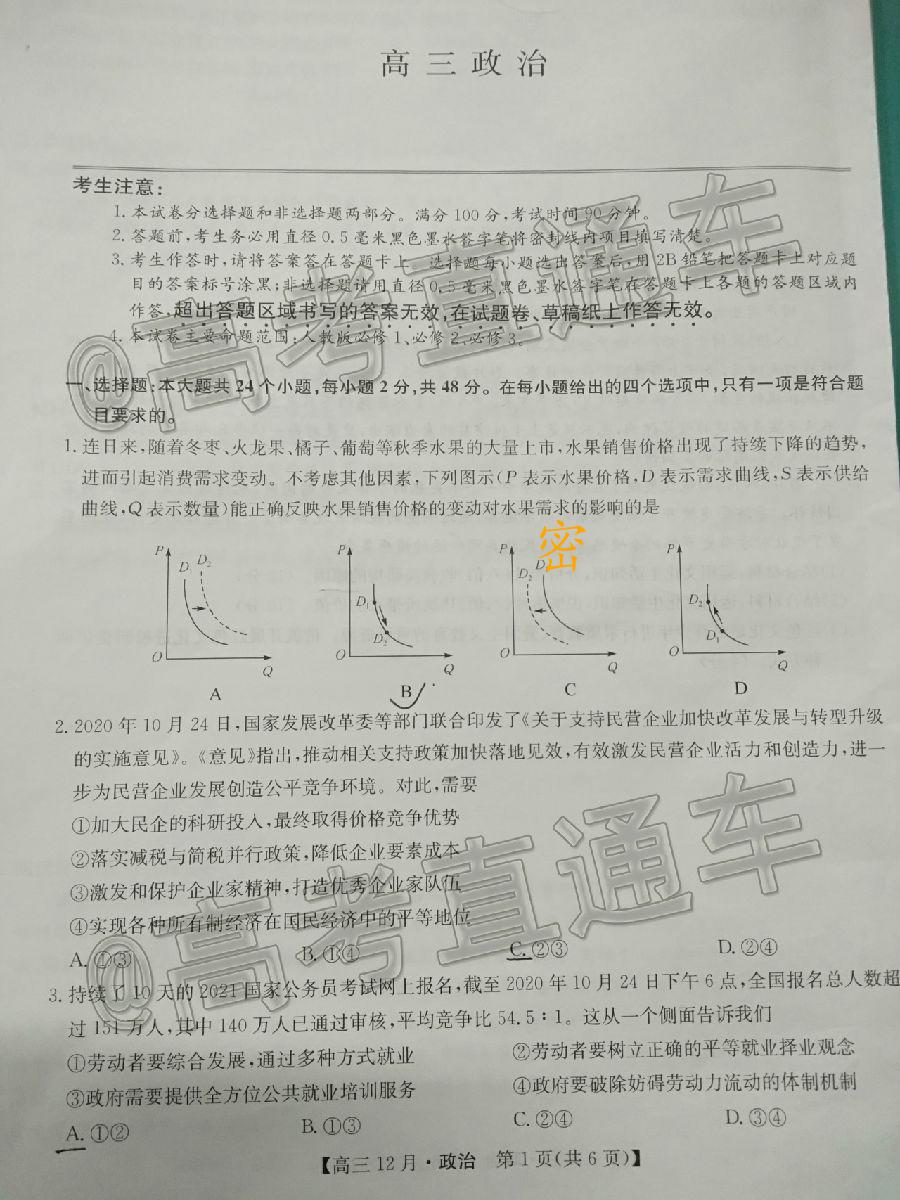 高三政治
考生注意:
1. 本试卷分选择题和非选择题两部分。满分100分,考试时间90分钟。
2. 答题前,考生务必用直径0.5毫米黑色墨水签字笔将密封线内项目填写清楚。
3. 考生作答时,请将答案答在答题卡上。选择题每小题选出答案后,用2B铅笔把答题卡上对应题
目的答案标号涂黑;非选择题请用直径0.5毫米黑色墨水签字笔在答题卡上各题的答题区域内
作答,超出答题区域书写的答案无效,在试题卷、草稿纸上作答无效。
4. 本试卷主要命题范围:人教版必修1、必修2、必修3。
@高考直通车
一、选择题:本大题共24个小题,每小题2分,共48分。在每小题给出的四个选项中,只有一项是符合题
目要求的。
1. 连日来,随着冬枣、火龙果、橘子、葡萄等秋季水果的大量上市,水果销售价格出现了持续下降的趋势,
进而引起消费需求变动。不考虑其他因素,下列图示(P表示水果价格,D表示需求曲线,S表示供给
曲线,Q表示数量)能正确反映水果销售价格的变动对水果需求的影响的是
密
P D₁ D₂ O Q
P D₁ D₂ O Q
P D₂ D₁ O Q
P D₂ D₁ O Q
A B C D
2. 2020年10月24日,国家发展改革委等部门联合印发了《关于支持民营企业加快改革发展与转型升级
的实施意见》。《意见》指出,推动相关支持政策加快落地见效,有效激发民营企业活力和创造力,进一
步为民营企业发展创造公平竞争环境。对此,需要
①加大民企的科研投入,最终取得价格竞争优势
②落实减税与简税并行政策,降低企业要素成本
③激发和保护企业家精神,打造优秀企业家队伍
④实现各种所有制经济在国民经济中的平等地位
@高考直通车
A. ①③ B. ①④ C. ②③ D. ②④
3. 持续了10天的2021国家公务员考试网上报名,截至2020年10月24日下午6点,全国报名总人数超
过151万人,其中140万人已通过审核,平均竞争比54.5∶1。这从一个侧面告诉我们
①劳动者要综合发展,通过多种方式就业 ②劳动者要树立正确的平等就业择业观念
③政府需要提供全方位公共就业培训服务 ④政府要破除妨碍劳动力流动的体制机制
A. ①② B. ①③ C. ②④ D. ③④
【高三12月·政治 第1页(共6页)】